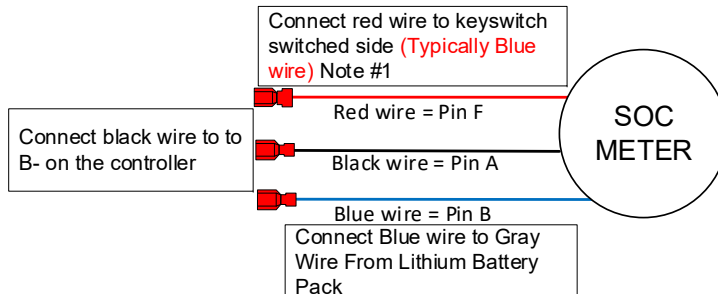 Connect red wire to keyswitch
switched side (Typically Blue
wire) Note #1
Red wire = Pin F
Connect black wire to to
B- on the controller
Black wire = Pin A
SOC
METER
Blue wire = Pin B
Connect Blue wire to Gray
Wire From Lithium Battery
Pack